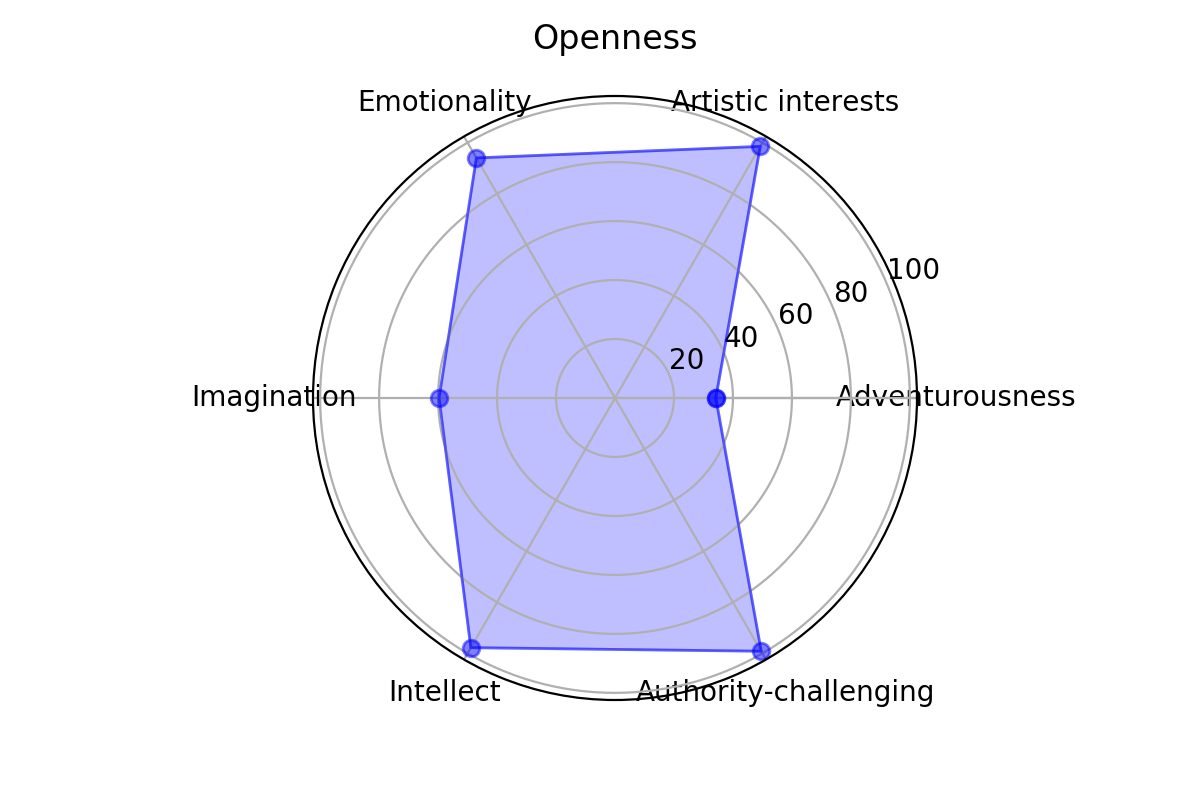 Openness
Emotionality
Artistic interests
100
80
60
40
20
Imagination
Adventurousness
Intellect
Authority-challenging